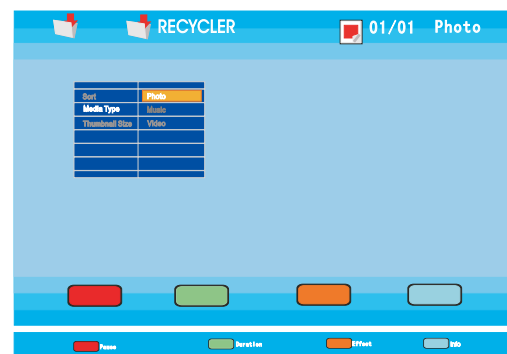 RECYCLER 01/01 Photo
Sort Photo
Media Type Music
Thumbnail Size Video
Pause Duration Effect Info